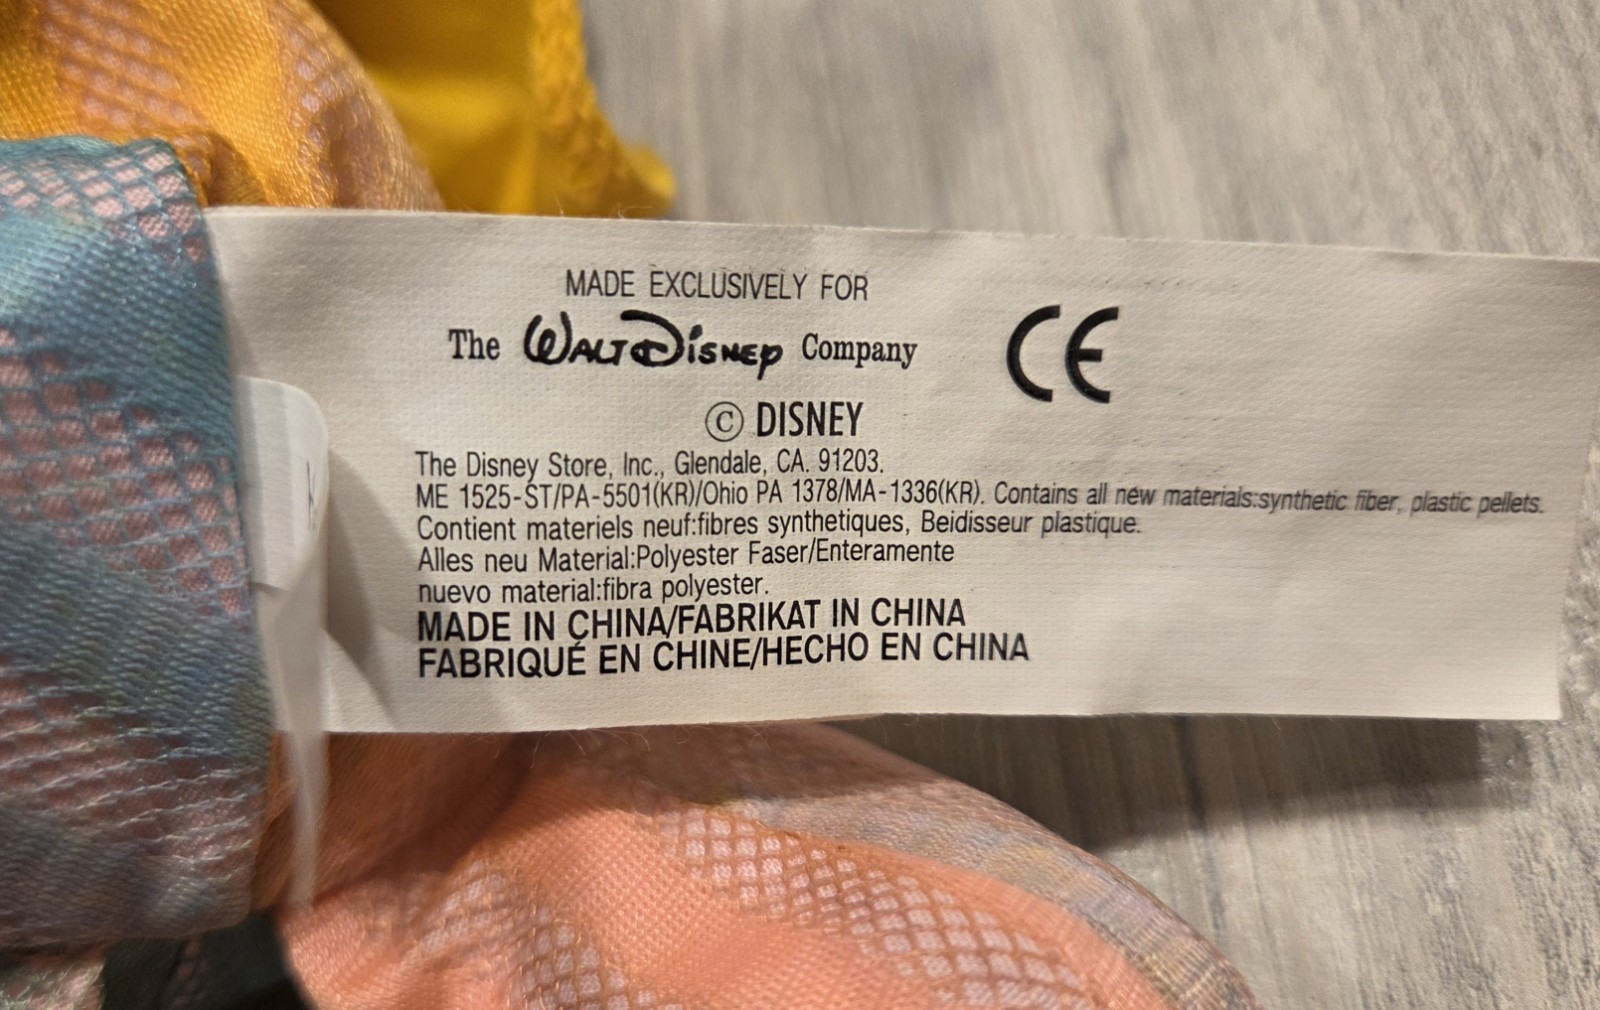 MADE EXCLUSIVELY FOR
The WALT DISNEY Company
CE
© DISNEY
The Disney Store, Inc., Glendale, CA. 91203.
ME 1525-ST/PA-5501(KR)/Ohio PA 1378/MA-1336(KR). Contains all new materials:synthetic fiber, plastic pellets.
Contient materiels neuf:fibres synthetiques, Beidisseur plastique.
Alles neu Material:Polyester Faser/Enteramente
nuevo material:fibra polyester.
MADE IN CHINA/FABRIKAT IN CHINA
FABRIQUÉ EN CHINE/HECHO EN CHINA